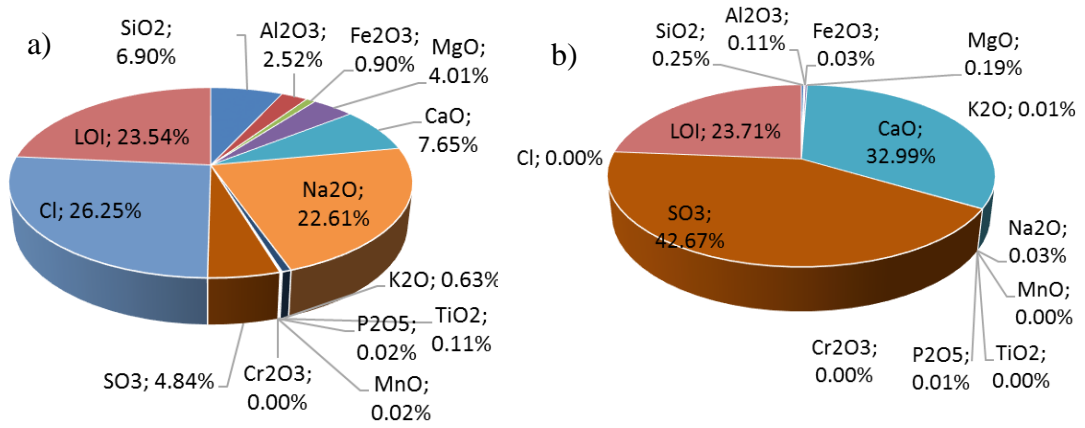 a)
SiO2;
6.90%
Al2O3;
2.52%
Fe2O3;
0.90%
MgO;
4.01%
CaO;
7.65%
Na2O;
22.61%
K2O; 0.63%
TiO2;
0.11%
P2O5;
0.02%
MnO;
0.02%
Cr2O3;
0.00%
SO3; 4.84%
Cl; 26.25%
LOI; 23.54%
b)
SiO2;
0.25%
Al2O3;
0.11%
Fe2O3;
0.03%
MgO;
0.19%
K2O; 0.01%
CaO;
32.99%
Na2O;
0.03%
MnO;
0.00%
TiO2;
0.00%
P2O5;
0.01%
Cr2O3;
0.00%
SO3;
42.67%
Cl; 0.00%
LOI; 23.71%